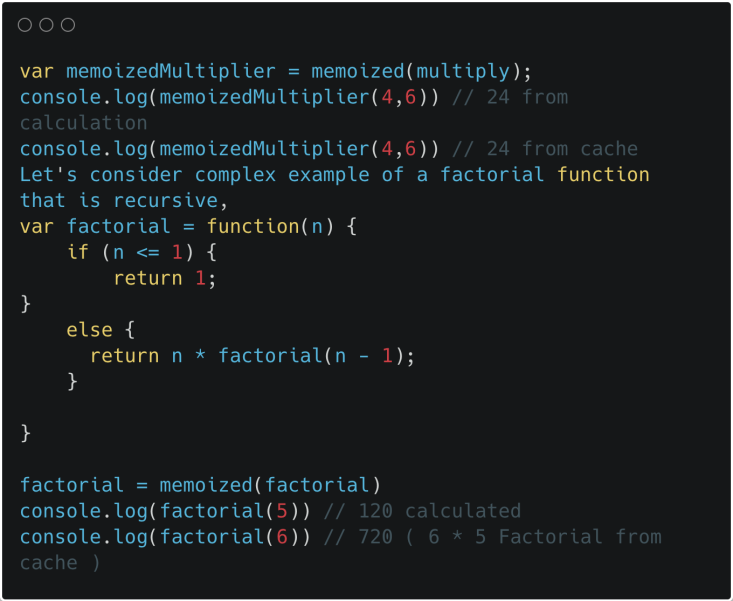 var memoizedMultiplier = memoized(multiply);
console.log(memoizedMultiplier(4,6)) // 24 from
calculation
console.log(memoizedMultiplier(4,6)) // 24 from cache
Let's consider complex example of a factorial function
that is recursive,
var factorial = function(n) {
    if (n <= 1) {
        return 1;
}
    else {
      return n * factorial(n - 1);
    }

}

factorial = memoized(factorial)
console.log(factorial(5)) // 120 calculated
console.log(factorial(6)) // 720 ( 6 * 5 Factorial from
cache )